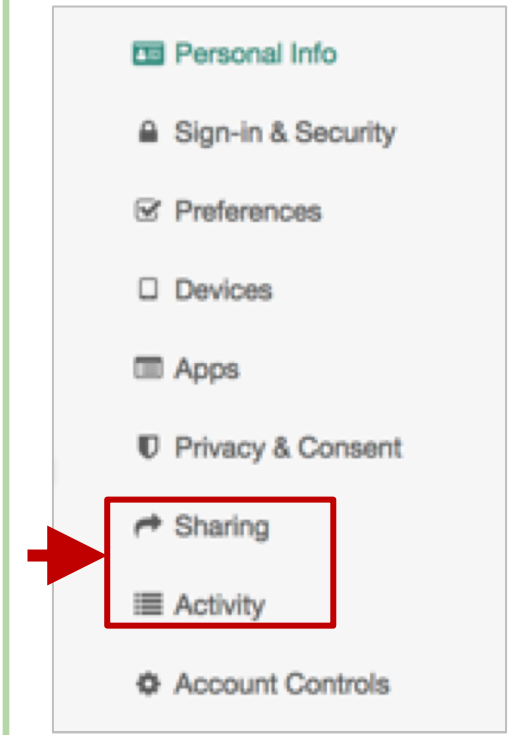 Personal Info
Sign-in & Security
Preferences
Devices
Apps
Privacy & Consent
Sharing
Activity
Account Controls